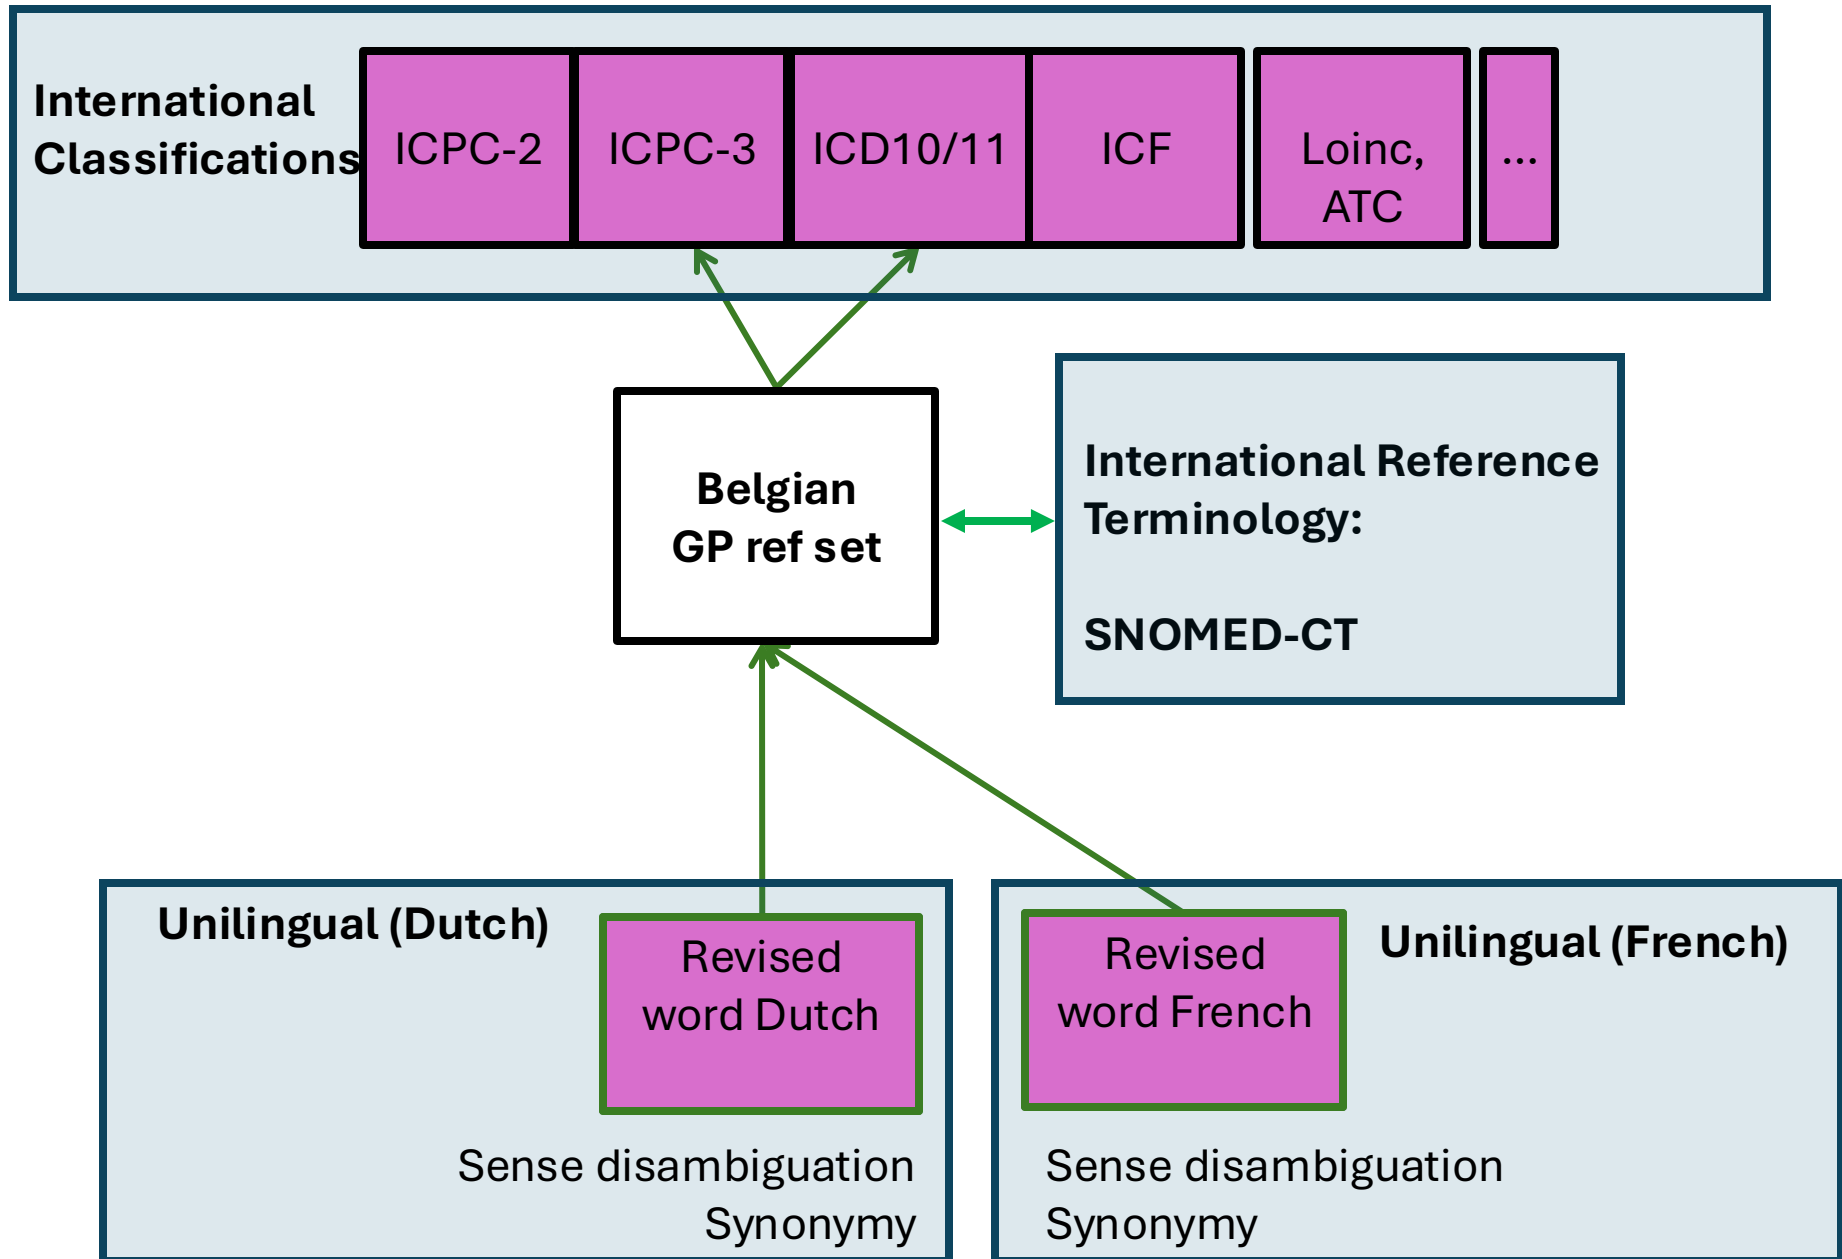 International
Classifications
ICPC-2
ICPC-3
ICD10/11
ICF
Loinc,
ATC
...
Belgian
GP ref set
International Reference
Terminology:
SNOMED-CT
Unilingual (Dutch)
Revised
word Dutch
Sense disambiguation
Synonymy
Revised
word French
Unilingual (French)
Sense disambiguation
Synonymy